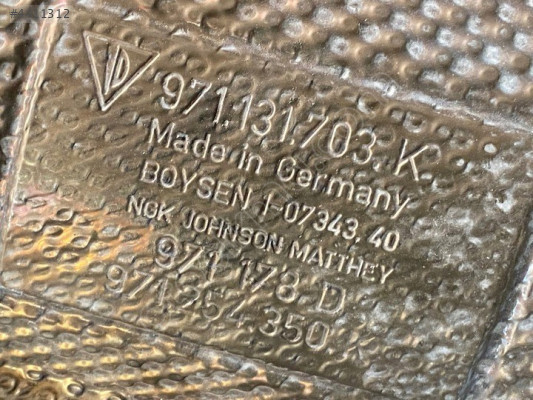 971.131.703. K
Made in Germany
BOYSEN 1-07343.40
NGK JOHNSON MATTHEY
971 178 D
971.254.350.